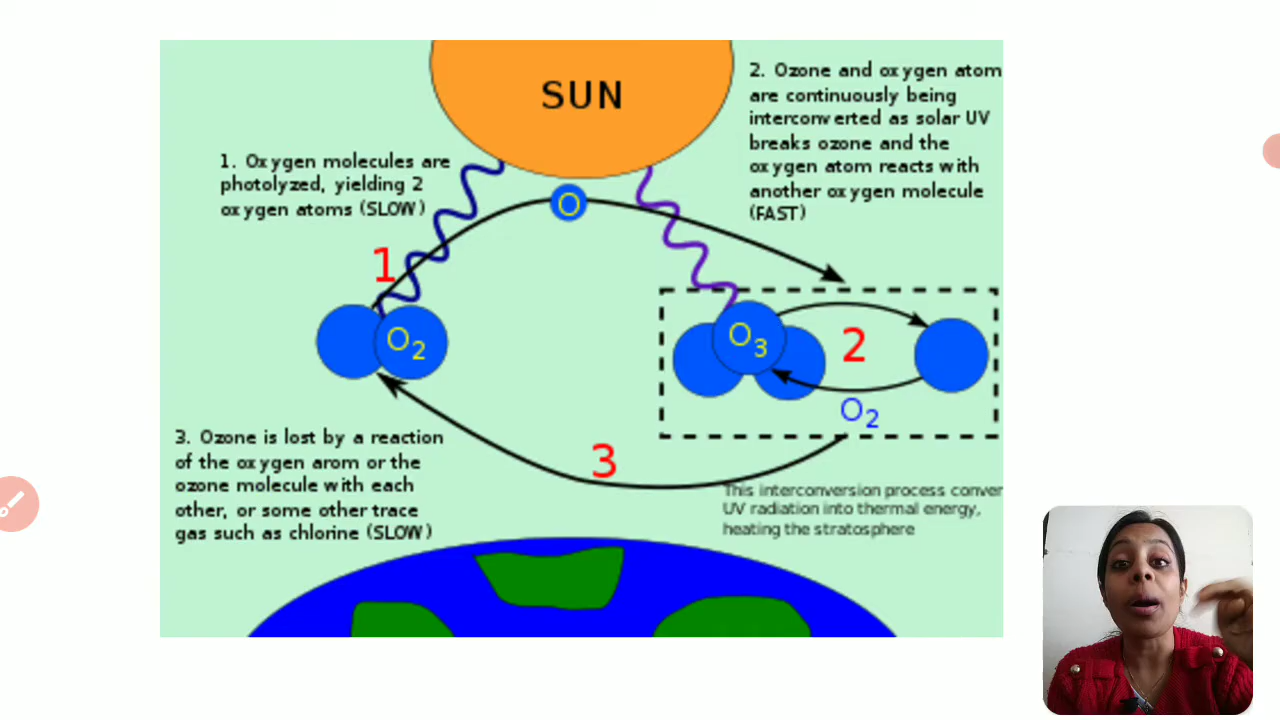 SUN
1. Oxygen molecules are
photolyzed, yielding 2
oxygen atoms (SLOW)
2. Ozone and oxygen atom
are continuously being
interconverted as solar UV
breaks ozone and the
oxygen atom reacts with
another oxygen molecule
(FAST)
O
1
O2
O3
2
O2
3
3. Ozone is lost by a reaction
of the oxygen arom or the
ozone molecule with each
other, or some other trace
gas such as chlorine (SLOW)
This interconversion process conver
UV radiation into thermal energy,
heating the stratosphere